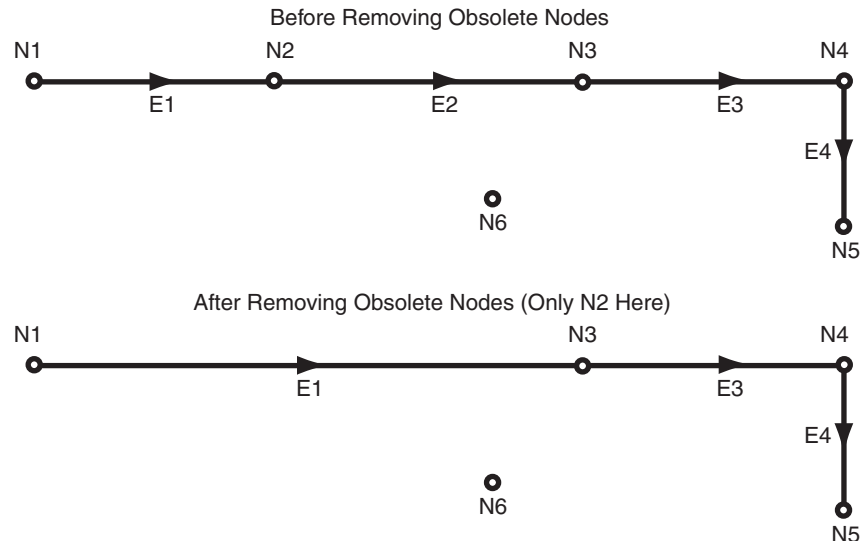 Before Removing Obsolete Nodes
N1 N2 N3 N4
E1 E2 E3
E4
N6
N5
After Removing Obsolete Nodes (Only N2 Here)
N1 N3 N4
E1 E3
E4
N6
N5